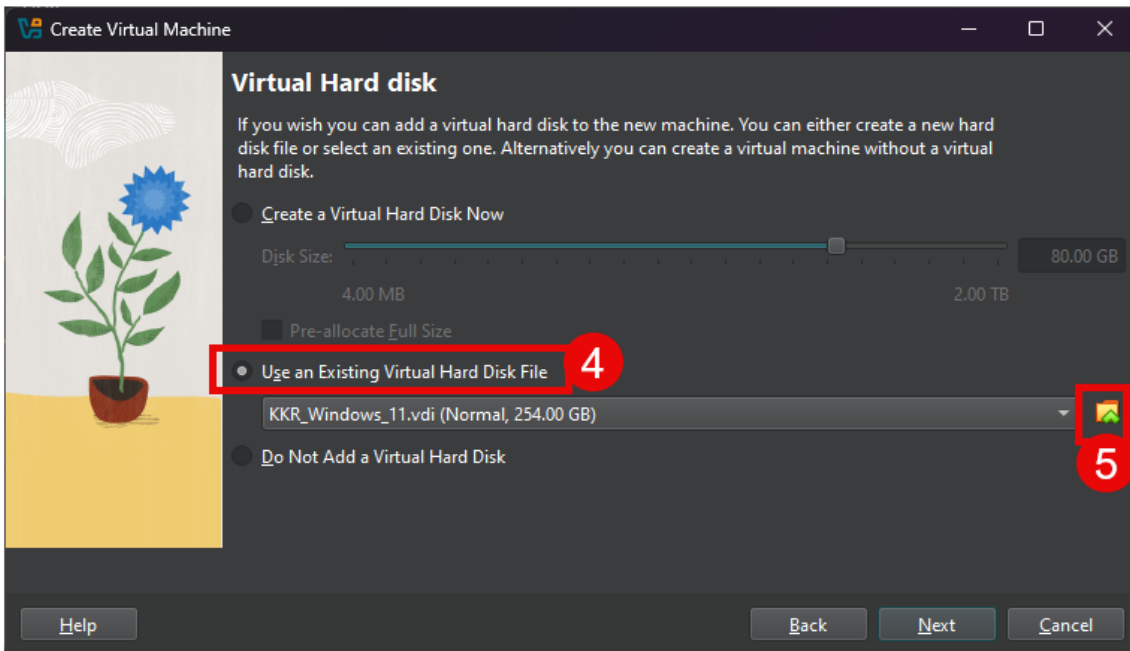 Create Virtual Machine
Virtual Hard disk
If you wish you can add a virtual hard disk to the new machine. You can either create a new hard
disk file or select an existing one. Alternatively you can create a virtual machine without a virtual
hard disk.
Create a Virtual Hard Disk Now
Disk Size:
80.00 GB
4.00 MB
2.00 TB
Pre-allocate Full Size
Use an Existing Virtual Hard Disk File
4
KKR_Windows_11.vdi (Normal, 254.00 GB)
Do Not Add a Virtual Hard Disk
5
Help
Back
Next
Cancel